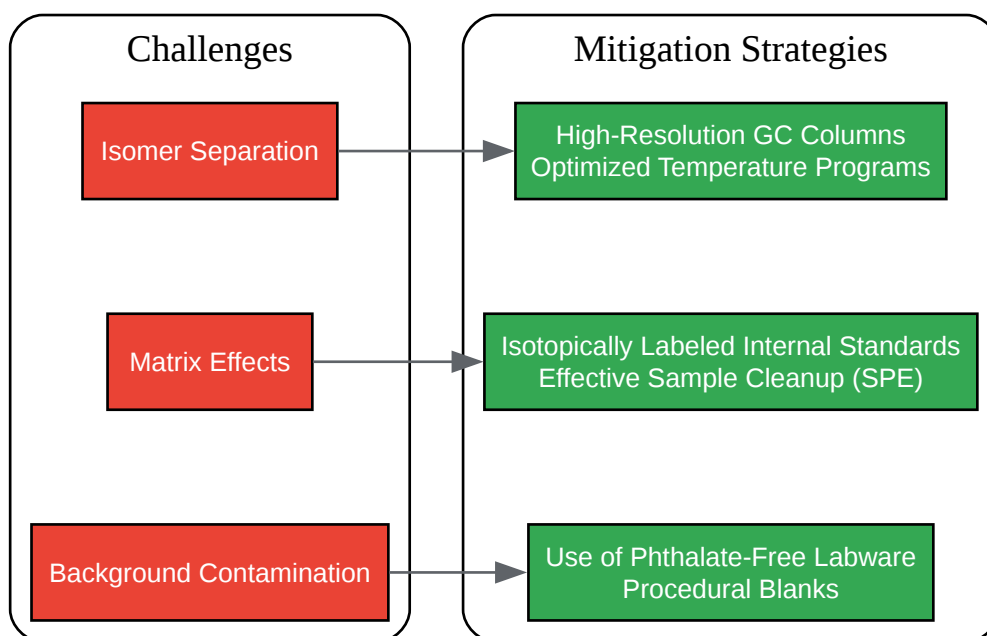 Challenges
Mitigation Strategies
Isomer Separation
High-Resolution GC Columns
Optimized Temperature Programs
Matrix Effects
Isotopically Labeled Internal Standards
Effective Sample Cleanup (SPE)
Background Contamination
Use of Phthalate-Free Labware
Procedural Blanks